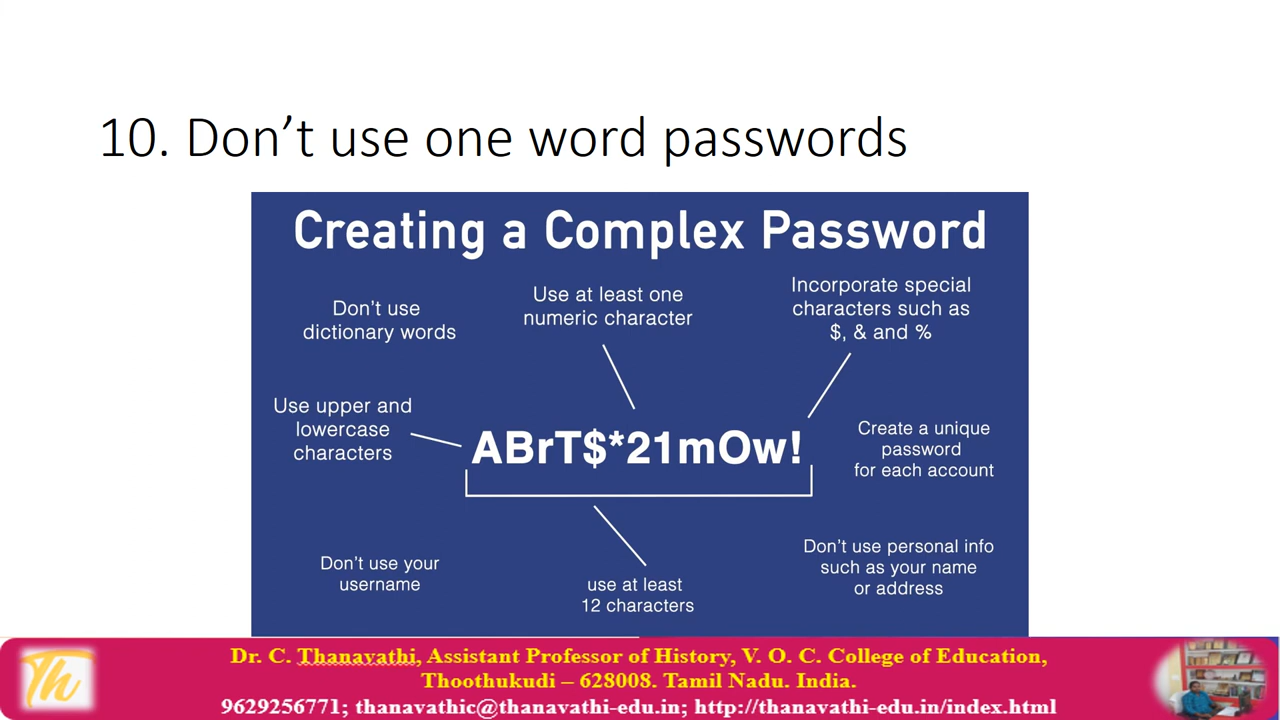 10. Don’t use one word passwords
Creating a Complex Password
Don't use
dictionary words
Use at least one
numeric character
Incorporate special
characters such as
$, & and %
Use upper and
lowercase
characters
ABrT$*21mOw!
Create a unique
password
for each account
Don't use your
username
use at least
12 characters
Don't use personal info
such as your name
or address
Th
Dr. C. Thanavathi, Assistant Professor of History, V. O. C. College of Education,
Thoothukudi – 628008. Tamil Nadu. India.
9629256771; thanavathic@thanavathi-edu.in; http://thanavathi-edu.in/index.html